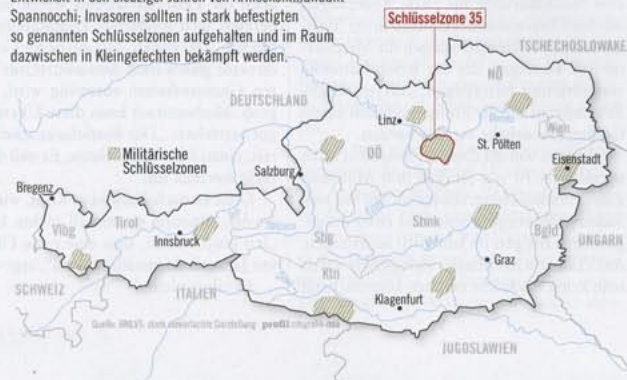 Spannocchi; Invasoren sollten in stark befestigten
so genannten Schlüsselzonen aufgehalten und im Raum
dazwischen in Kleingefechten bekämpft werden.
Schlüsselzone 35
TSCHECHOSLOWAKEI
DEUTSCHLAND
NÖ
Linz
Donau
Wien
St. Pölten
OÖ
Militärische
Schlüsselzonen
Salzburg
Eisenstadt
Bregenz
Vlbg
Tirol
Innsbruck
Sbg
Stmk
Bgld
UNGARN
Graz
Ktn
SCHWEIZ
ITALIEN
Klagenfurt
JUGOSLAWIEN